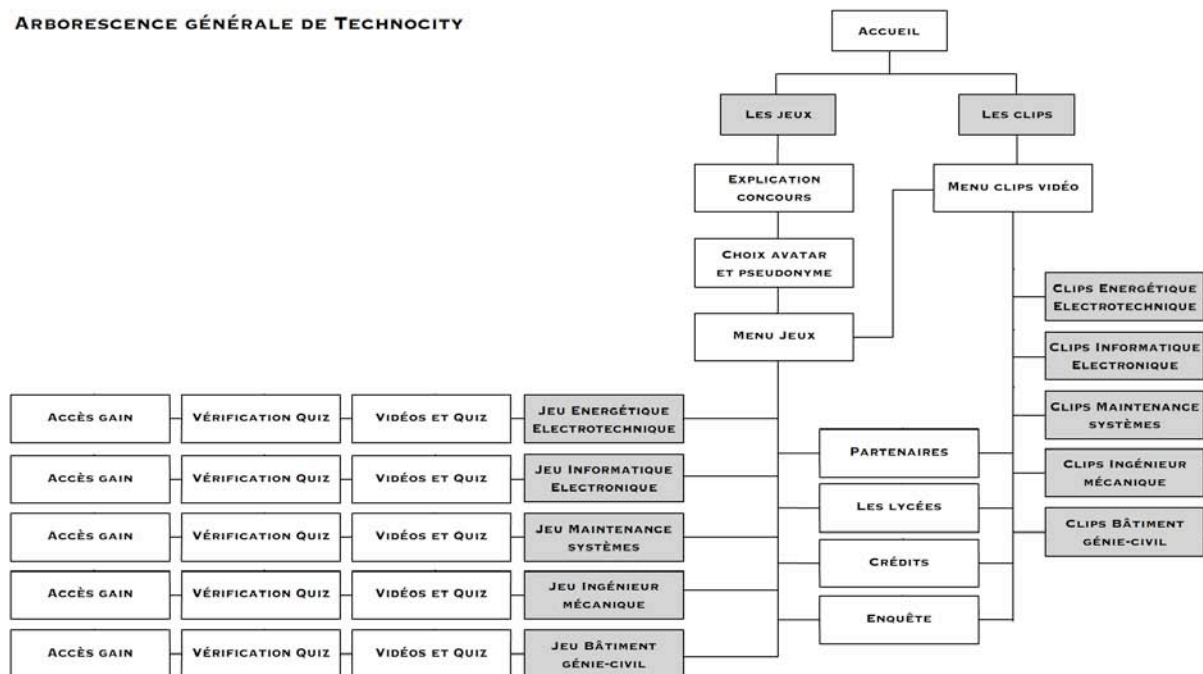 Arborescence générale de Technocity
Accueil
Les jeux
Les clips
Explication
concours
Menu clips vidéo
Choix avatar
et pseudonyme
Menu Jeux
Clips Energétique
Electrotechnique
Clips Informatique
Electronique
Clips Maintenance
systèmes
Clips Ingénieur
mécanique
Clips Bâtiment
génie-civil
Partenaires
Les lycées
Crédits
Enquête
Accès gain
Vérification Quiz
Vidéos et Quiz
Jeu Energétique
Electrotechnique
Accès gain
Vérification Quiz
Vidéos et Quiz
Jeu Informatique
Electronique
Accès gain
Vérification Quiz
Vidéos et Quiz
Jeu Maintenance
systèmes
Accès gain
Vérification Quiz
Vidéos et Quiz
Jeu Ingénieur
mécanique
Accès gain
Vérification Quiz
Vidéos et Quiz
Jeu Bâtiment
génie-civil